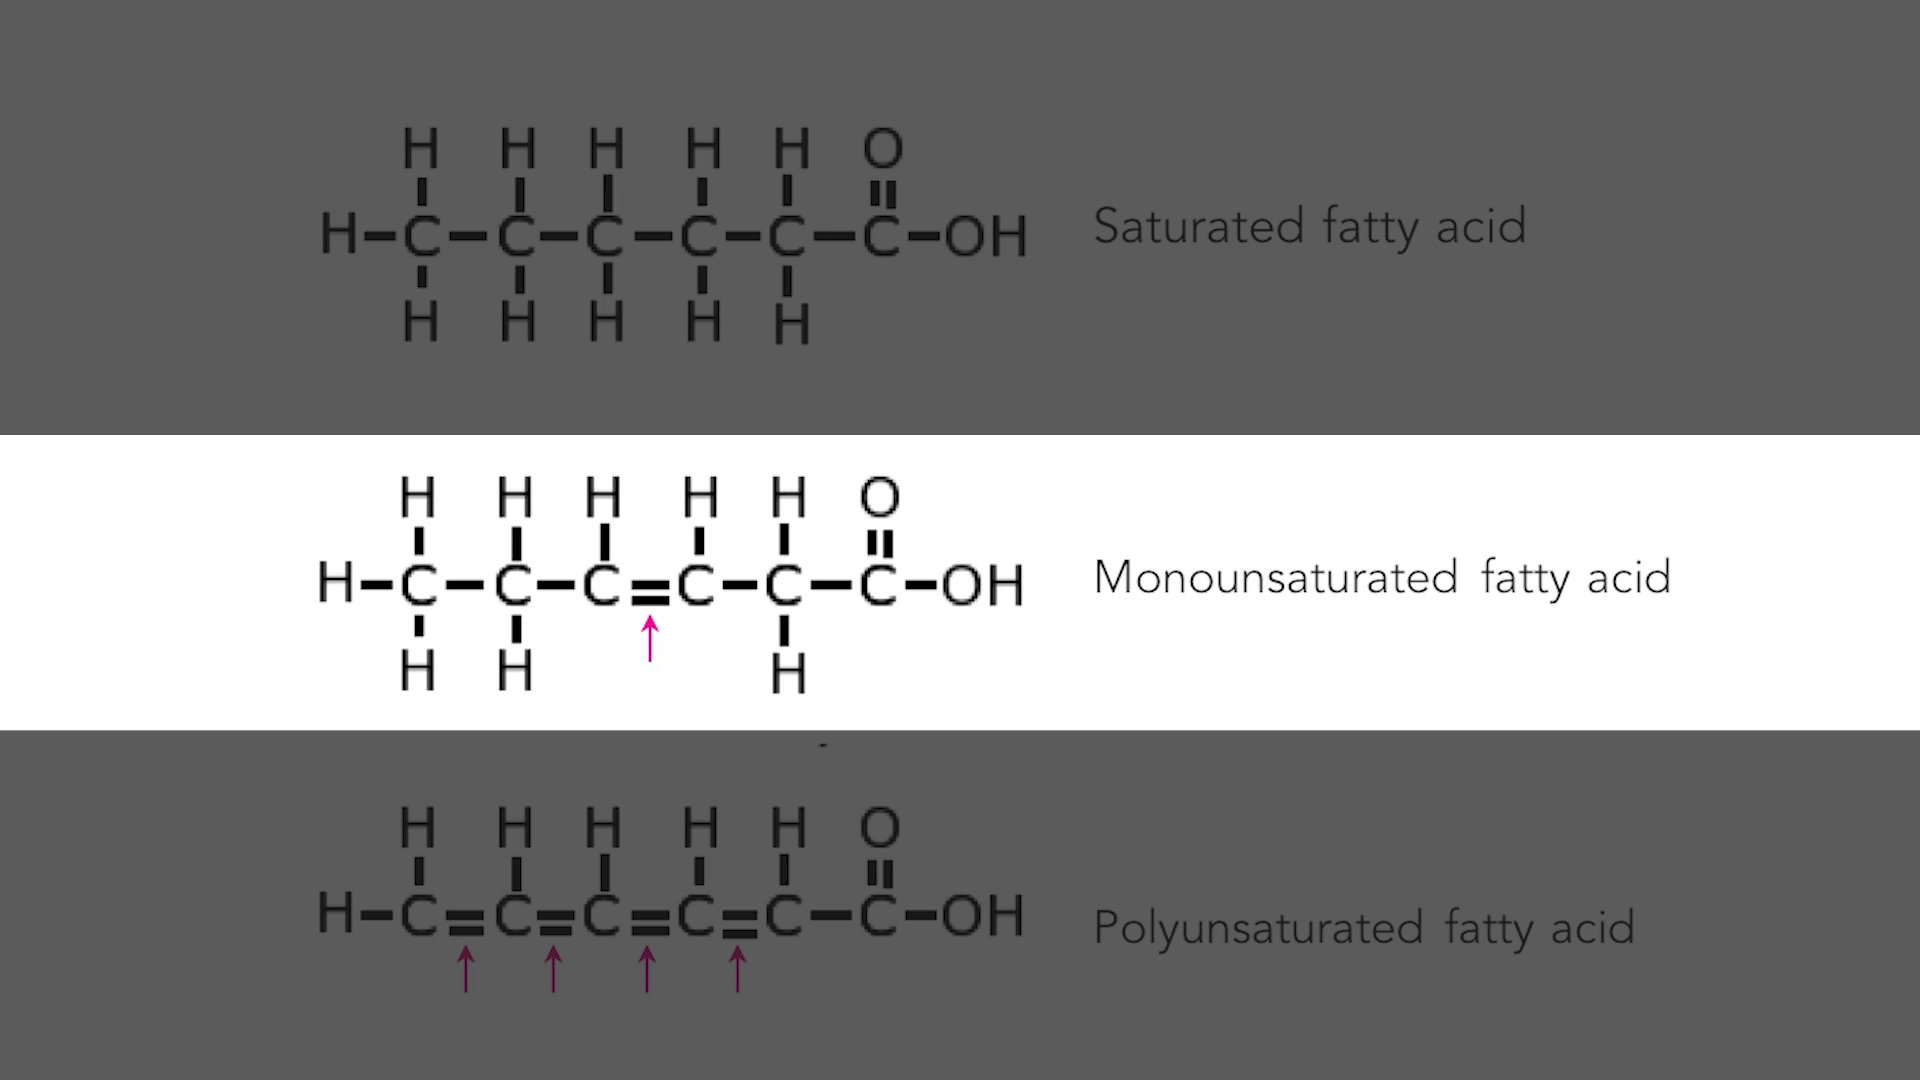 H H H H H O
H C C C C C C OH Saturated fatty acid
H H H H H
H H H H H O
H C C C C C C OH Monounsaturated fatty acid
H H H
H H H H H O
H C C C C C C OH Polyunsaturated fatty acid